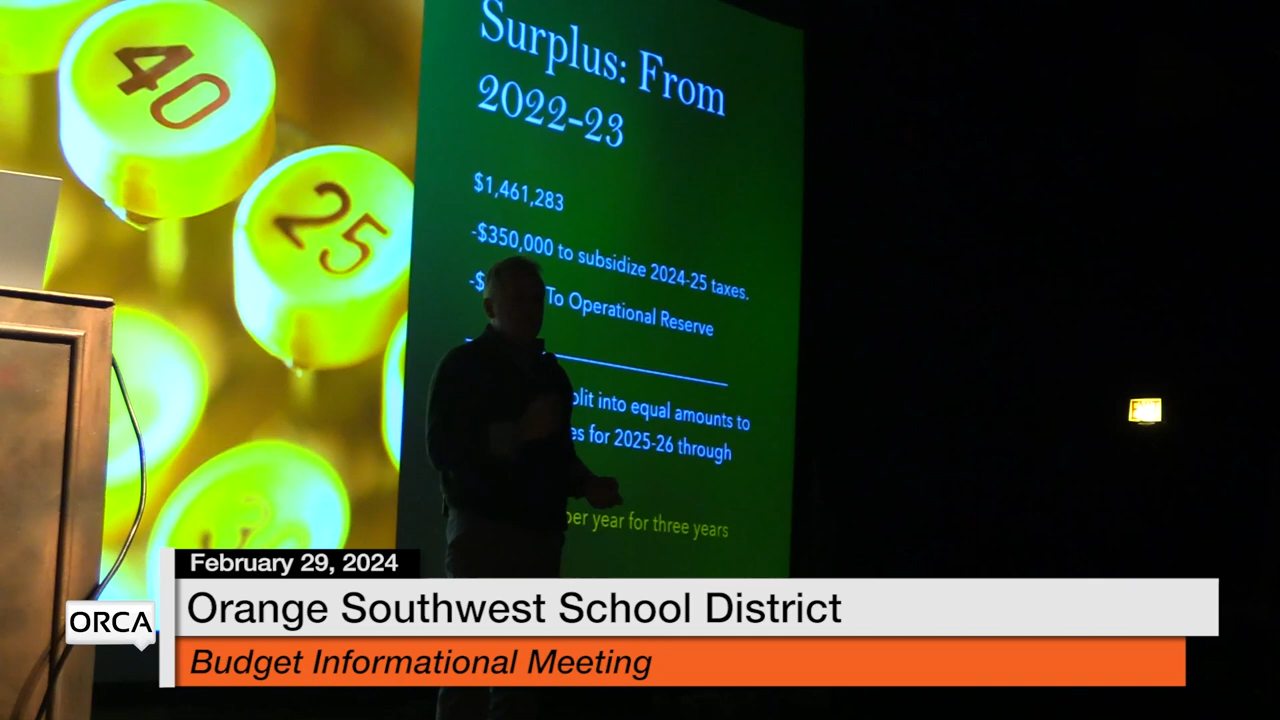 40
25
30
Surplus: From
2022-23
$1,461,283
-$350,000 to subsidize 2024-25 taxes.
-$ To Operational Reserve
into equal amounts to
for 2025-26 through
per year for three years
February 29, 2024
ORCA
Orange Southwest School District
Budget Informational Meeting